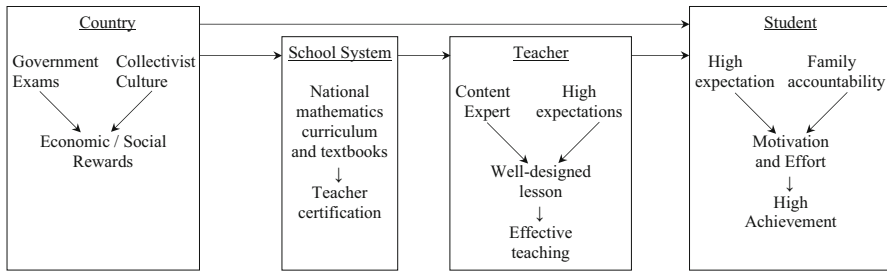 Country
Government
Exams
Collectivist
Culture
Economic / Social
Rewards
School System
National
mathematics
curriculum
and textbooks
Teacher
certification
Teacher
Content
Expert
High
expectations
Well-designed
lesson
Effective
teaching
Student
High
expectation
Family
accountability
Motivation
and Effort
High
Achievement